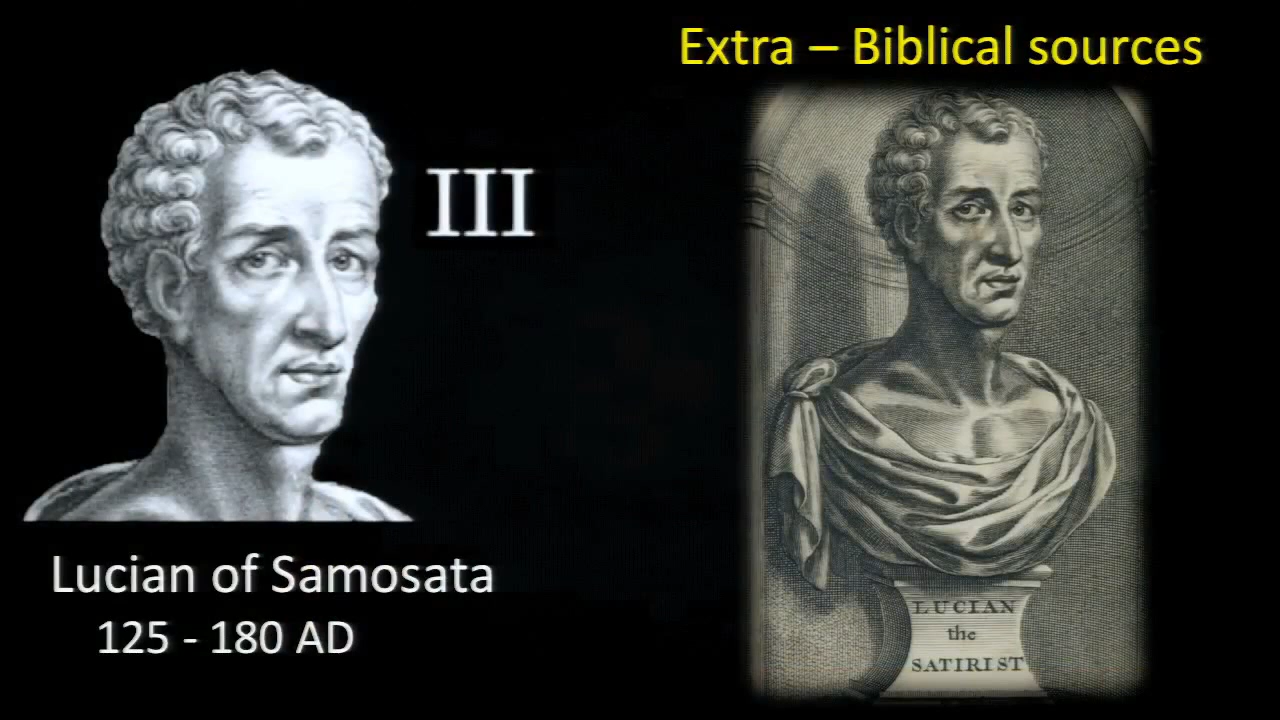 Extra – Biblical sources
III
Lucian of Samosata
125 - 180 AD
LUCIAN
the
SATIRIST